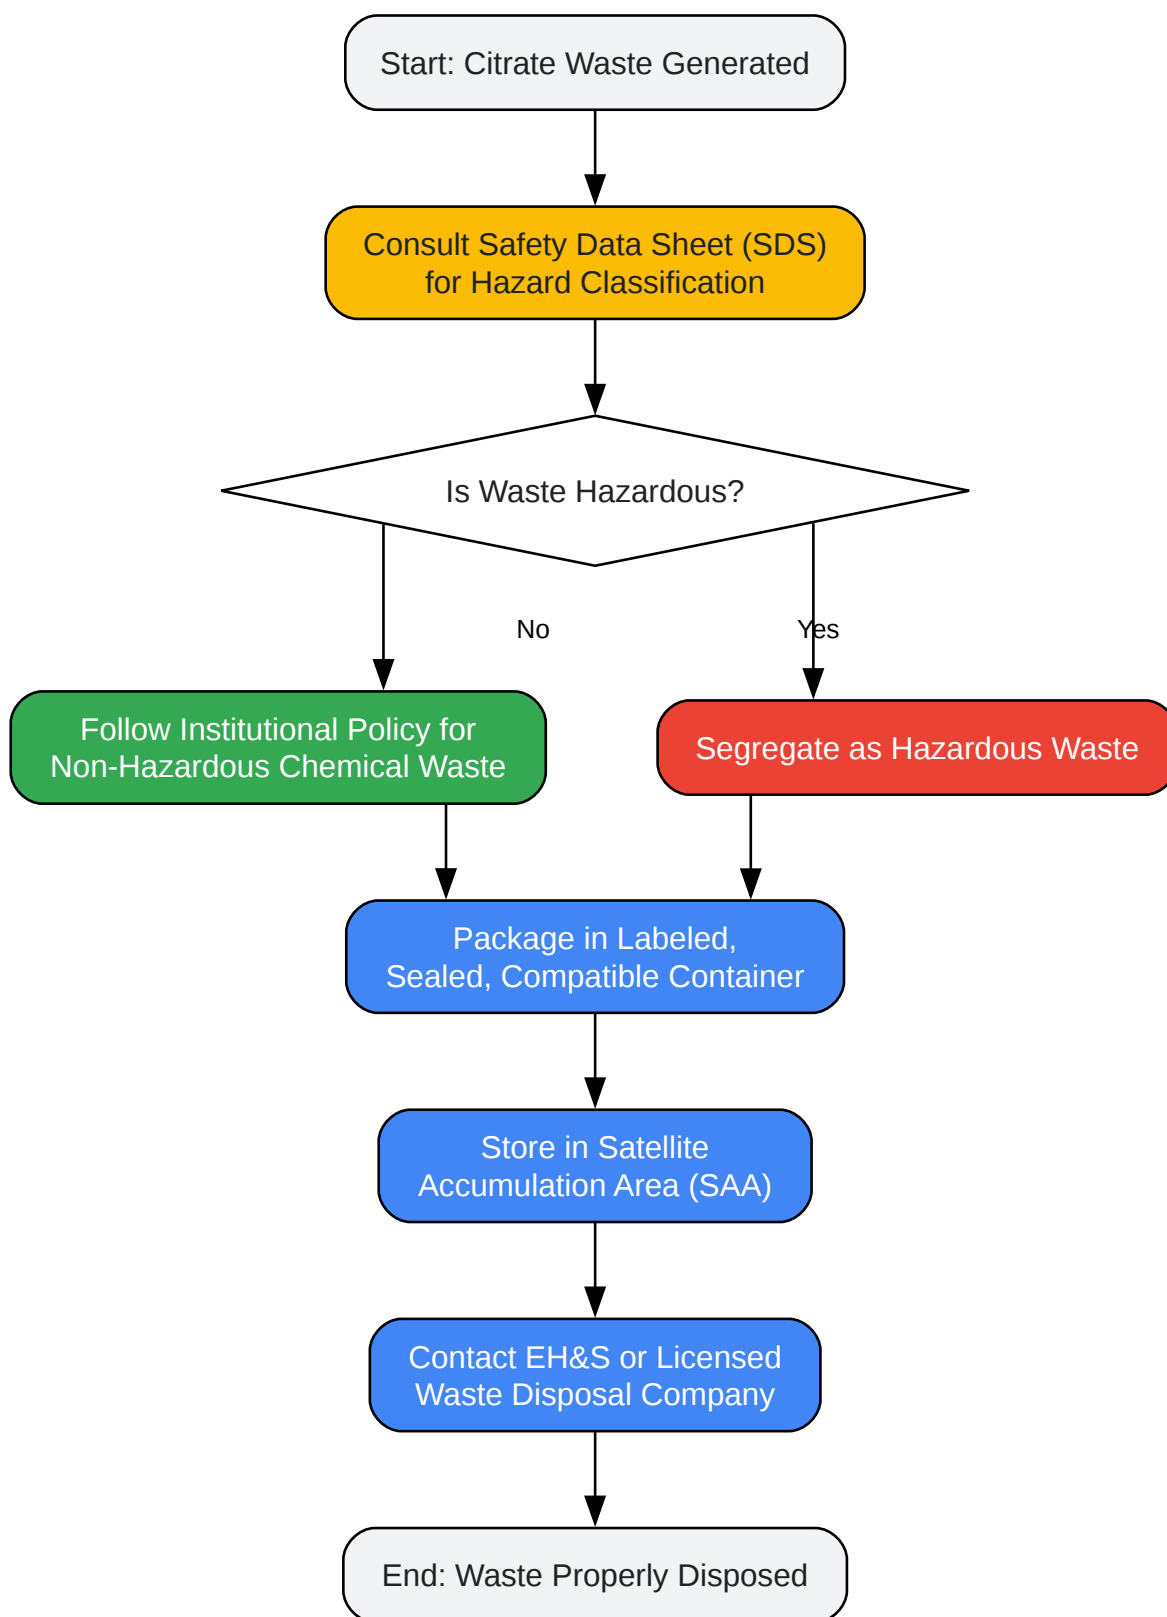 Start: Citrate Waste Generated
Consult Safety Data Sheet (SDS)
for Hazard Classification
Is Waste Hazardous?
No
Yes
Follow Institutional Policy for
Non-Hazardous Chemical Waste
Segregate as Hazardous Waste
Package in Labeled,
Sealed, Compatible Container
Store in Satellite
Accumulation Area (SAA)
Contact EH&S or Licensed
Waste Disposal Company
End: Waste Properly Disposed